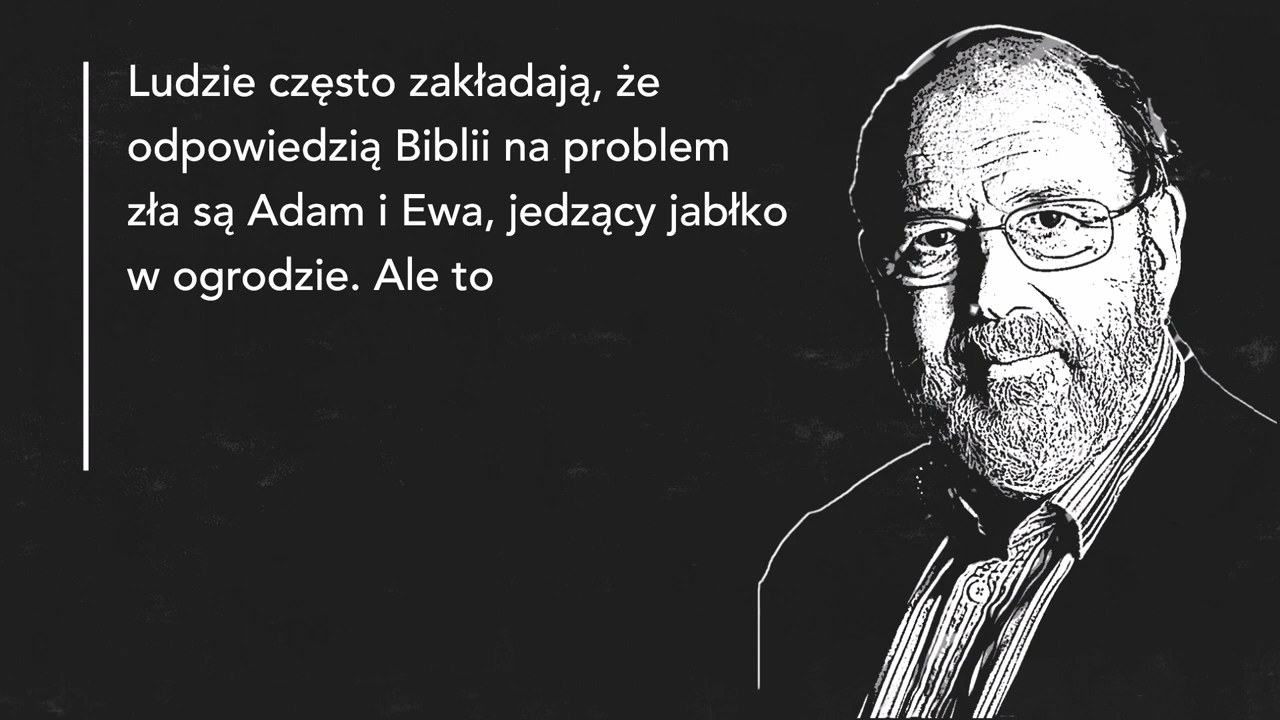 Ludzie często zakładają, że
odpowiedzią Biblii na problem
zła są Adam i Ewa, jedzący jabłko
w ogrodzie. Ale to